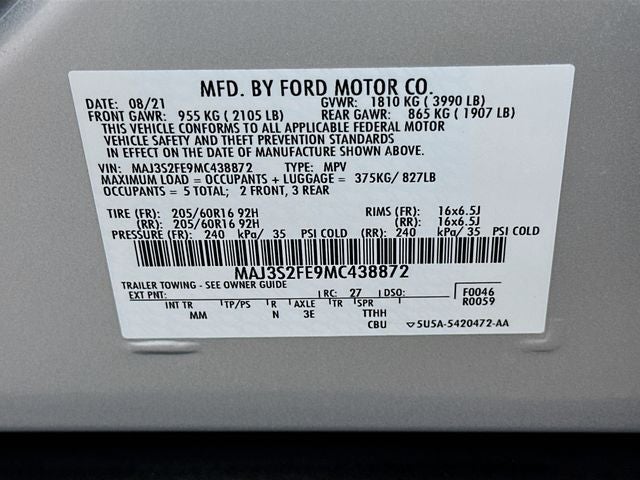 MFD. BY FORD MOTOR CO.
DATE: 08/21 GVWR: 1810 KG ( 3990 LB)
FRONT GAWR: 955 KG ( 2105 LB) REAR GAWR: 865 KG ( 1907 LB)
THIS VEHICLE CONFORMS TO ALL APPLICABLE FEDERAL MOTOR
VEHICLE SAFETY AND THEFT PREVENTION STANDARDS
IN EFFECT ON THE DATE OF MANUFACTURE SHOWN ABOVE.
VIN: MAJ3S2FE9MC438872 TYPE: MPV
MAXIMUM LOAD = OCCUPANTS + LUGGAGE = 375KG/ 827LB
OCCUPANTS = 5 TOTAL; 2 FRONT, 3 REAR
TIRE (FR): 205/60R16 92H RIMS (FR): 16x6.5J
(RR): 205/60R16 92H (RR): 16x6.5J
PRESSURE (FR): 240 kPa/ 35 PSI COLD (RR): 240 kPa/ 35 PSI COLD
MAJ3S2FE9MC438872
TRAILER TOWING - SEE OWNER GUIDE
EXT PNT: RC: 27 DSO: F0046
INT TR TP/PS R AXLE TR SPR R0059
MM N 3E TTHH
CBU ▽5U5A-5420472-AA